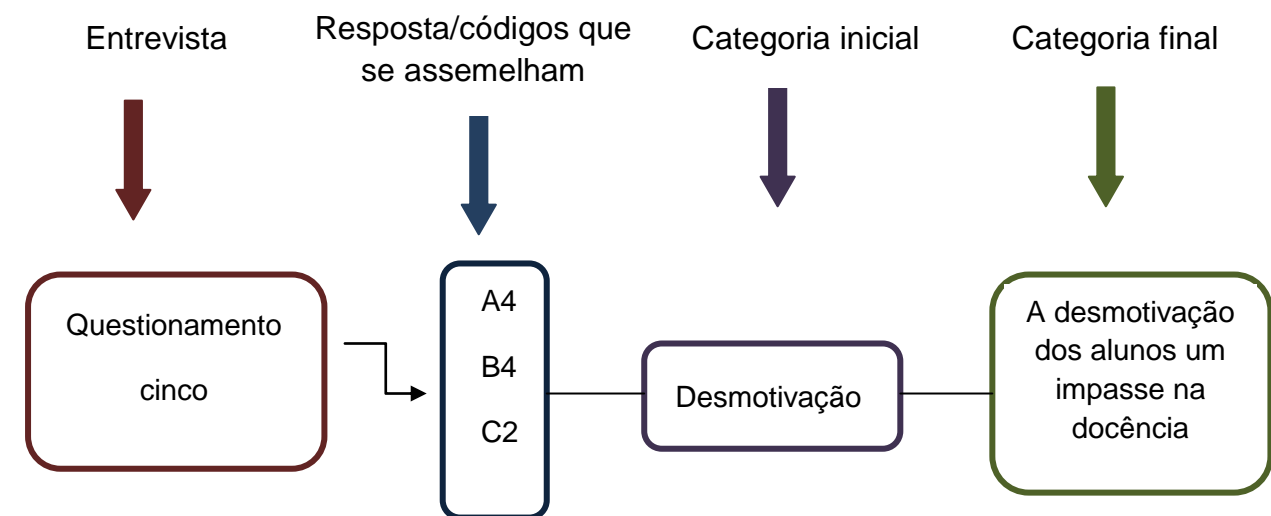 Entrevista
Resposta/códigos que
se assemelham
Categoria inicial
Categoria final
Questionamento
cinco
A4
B4
C2
Desmotivação
A desmotivação
dos alunos um
impasse na
docência